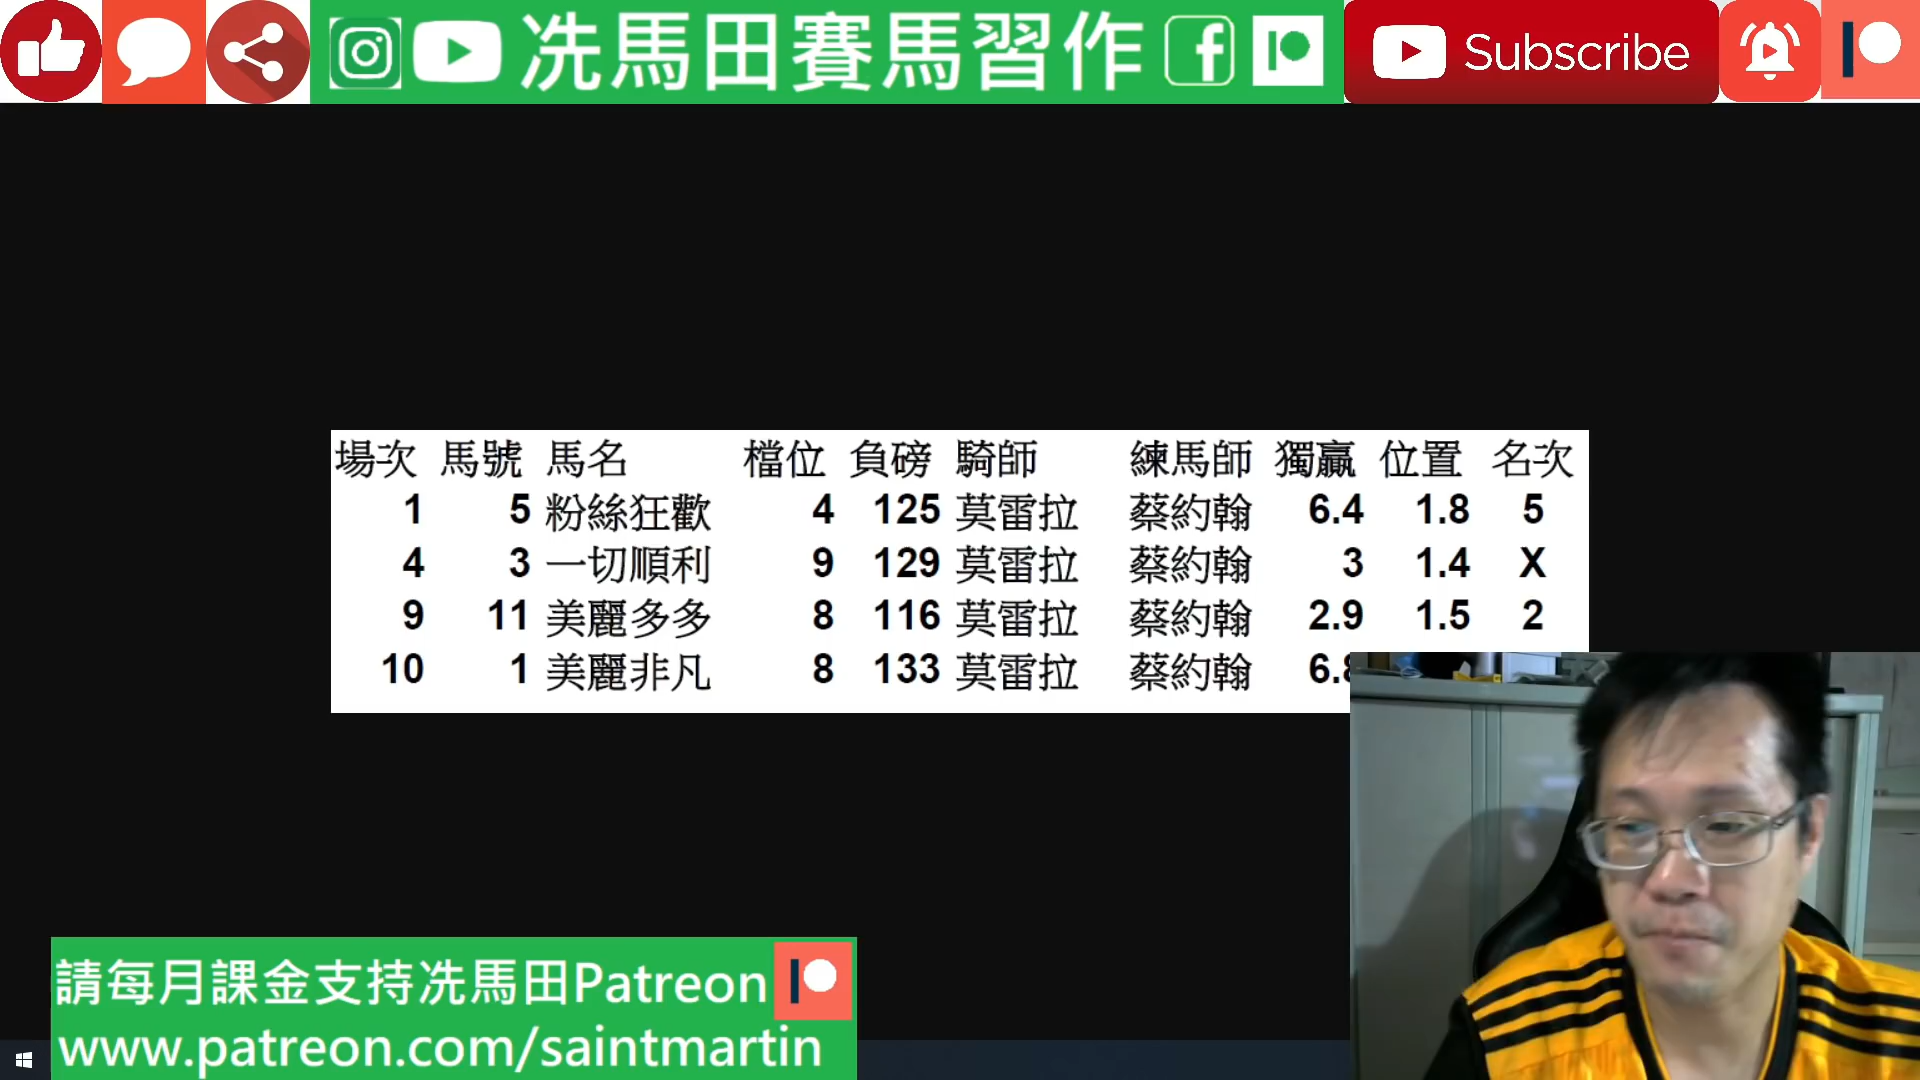 冼馬田賽馬習作 Subscribe
場次 馬號 馬名 檔位 負磅 騎師 練馬師 獨贏 位置 名次
1 5 粉絲狂歡 4 125 莫雷拉 蔡約翰 6.4 1.8 5
4 3 一切順利 9 129 莫雷拉 蔡約翰 3 1.4 X
9 11 美麗多多 8 116 莫雷拉 蔡約翰 2.9 1.5 2
10 1 美麗非凡 8 133 莫雷拉 蔡約翰
請每月課金支持冼馬田Patreon
www.patreon.com/saintmartin